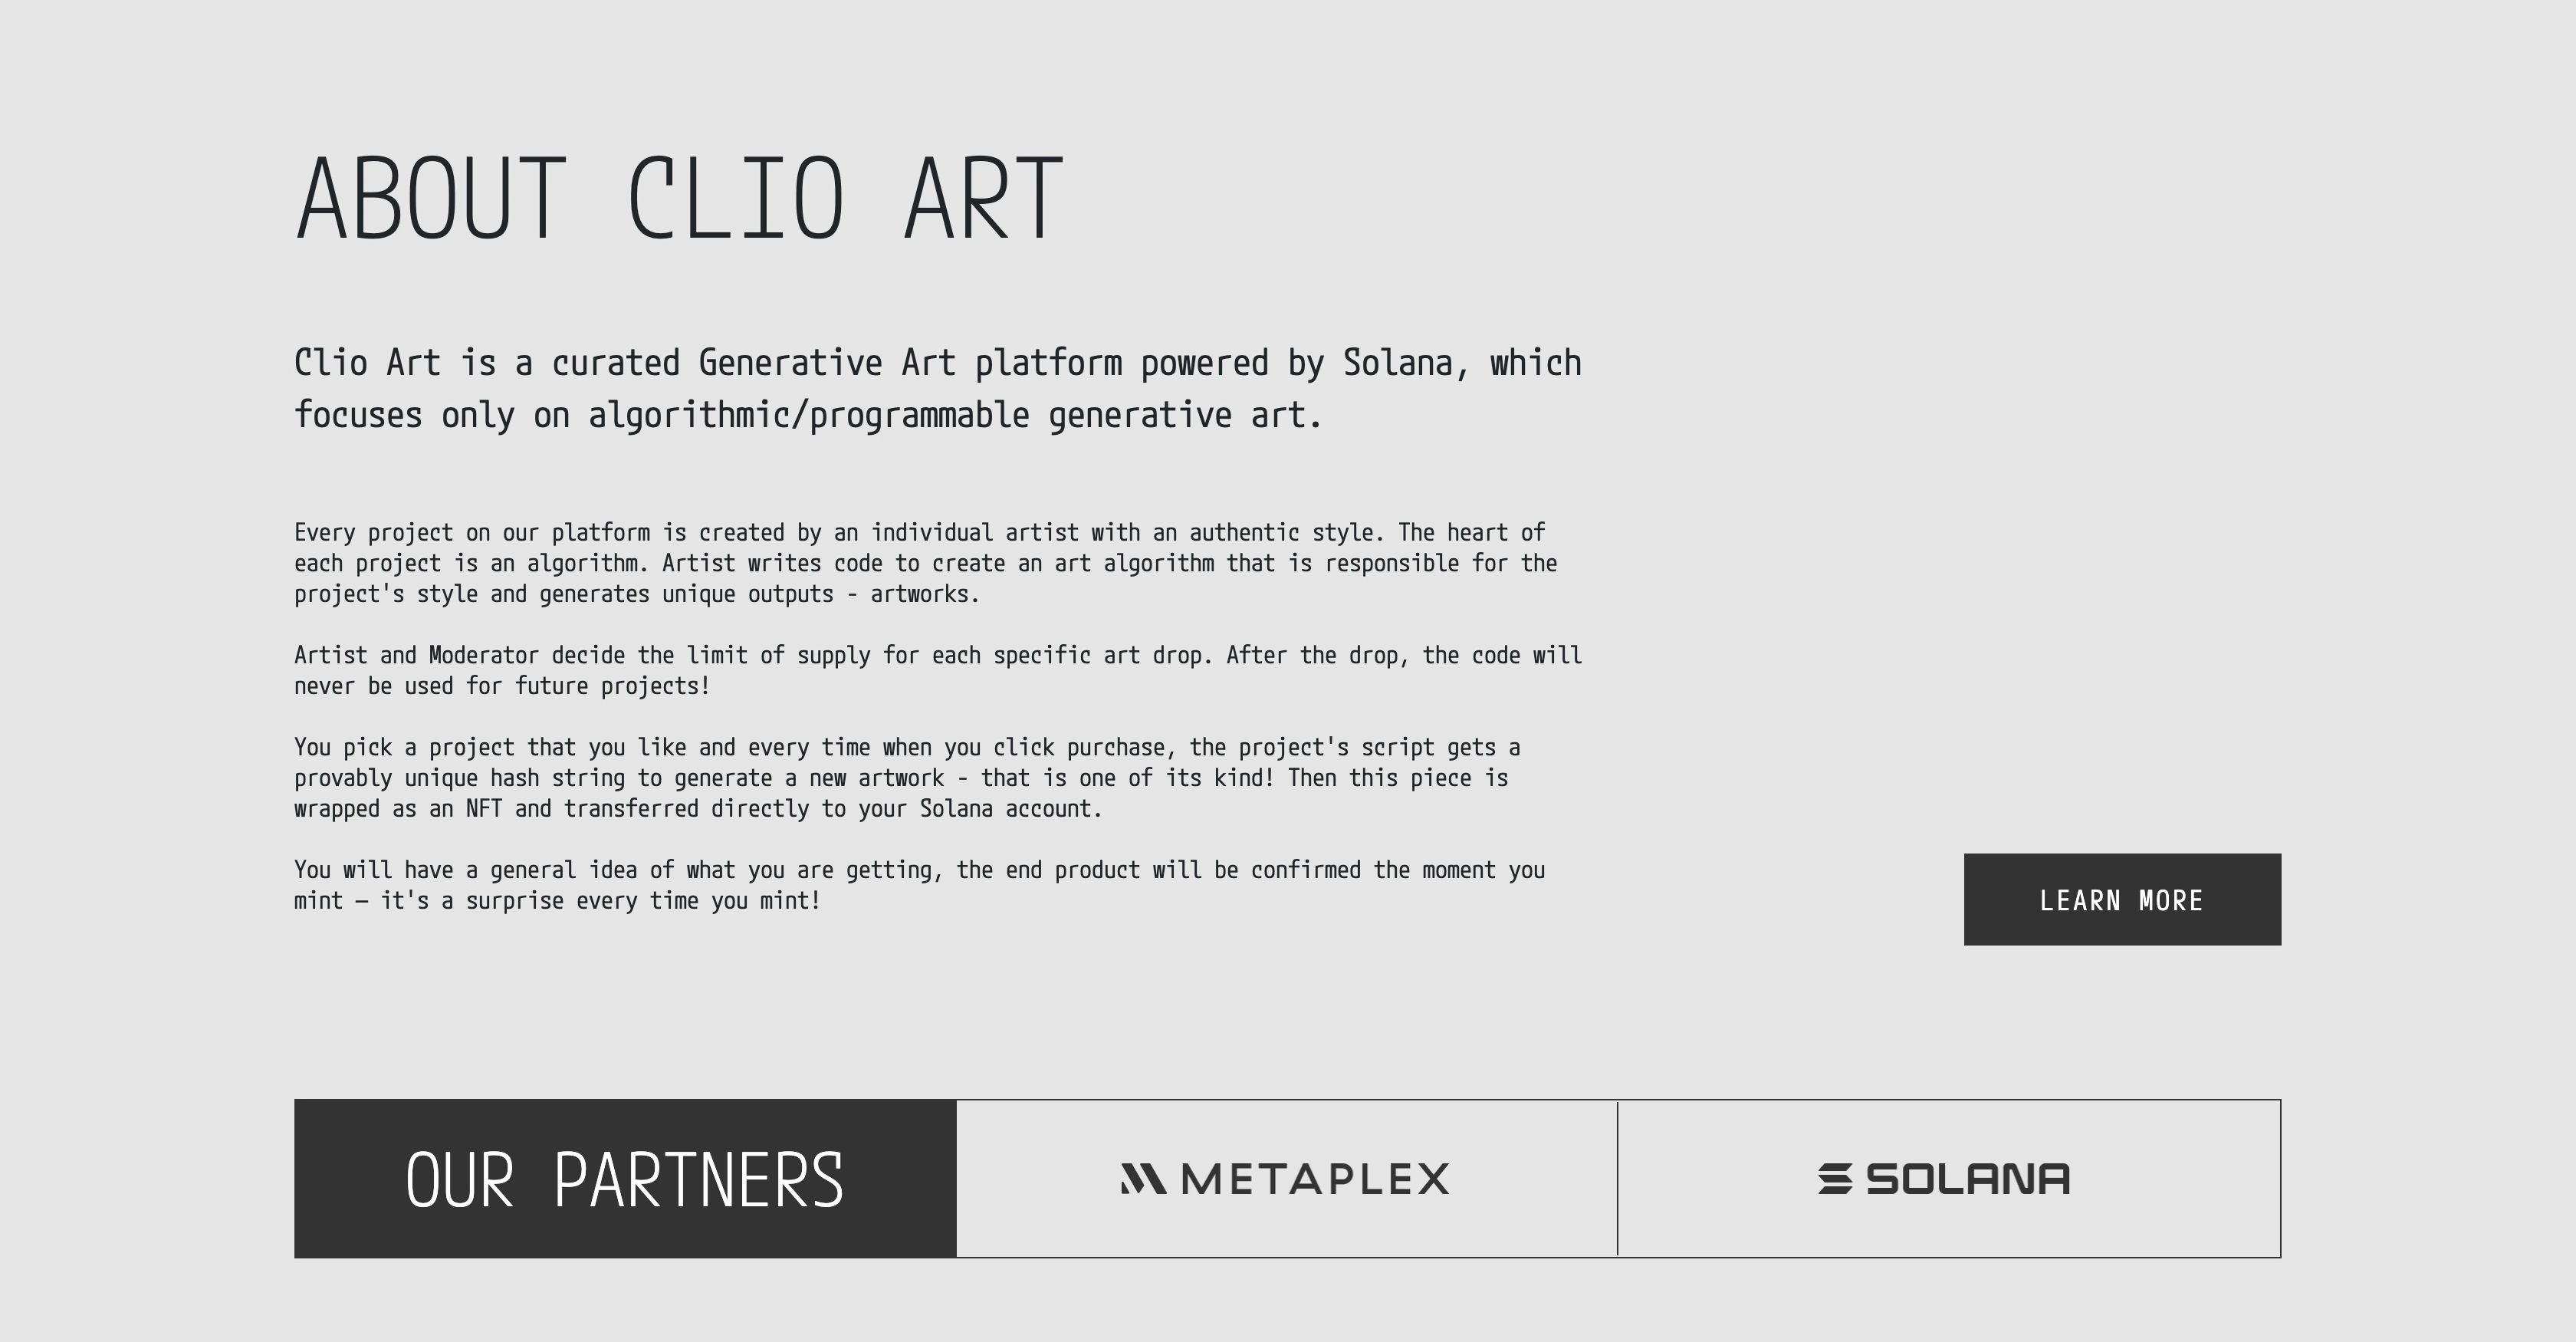 ABOUT CLIO ART
Clio Art is a curated Generative Art platform powered by Solana, which
focuses only on algorithmic/programmable generative art.
Every project on our platform is created by an individual artist with an authentic style. The heart of
each project is an algorithm. Artist writes code to create an art algorithm that is responsible for the
project's style and generates unique outputs - artworks.
Artist and Moderator decide the limit of supply for each specific art drop. After the drop, the code will
never be used for future projects!
You pick a project that you like and every time when you click purchase, the project's script gets a
provably unique hash string to generate a new artwork - that is one of its kind! Then this piece is
wrapped as an NFT and transferred directly to your Solana account.
You will have a general idea of what you are getting, the end product will be confirmed the moment you
mint — it's a surprise every time you mint!
LEARN MORE
OUR PARTNERS
METAPLEX
SOLANA